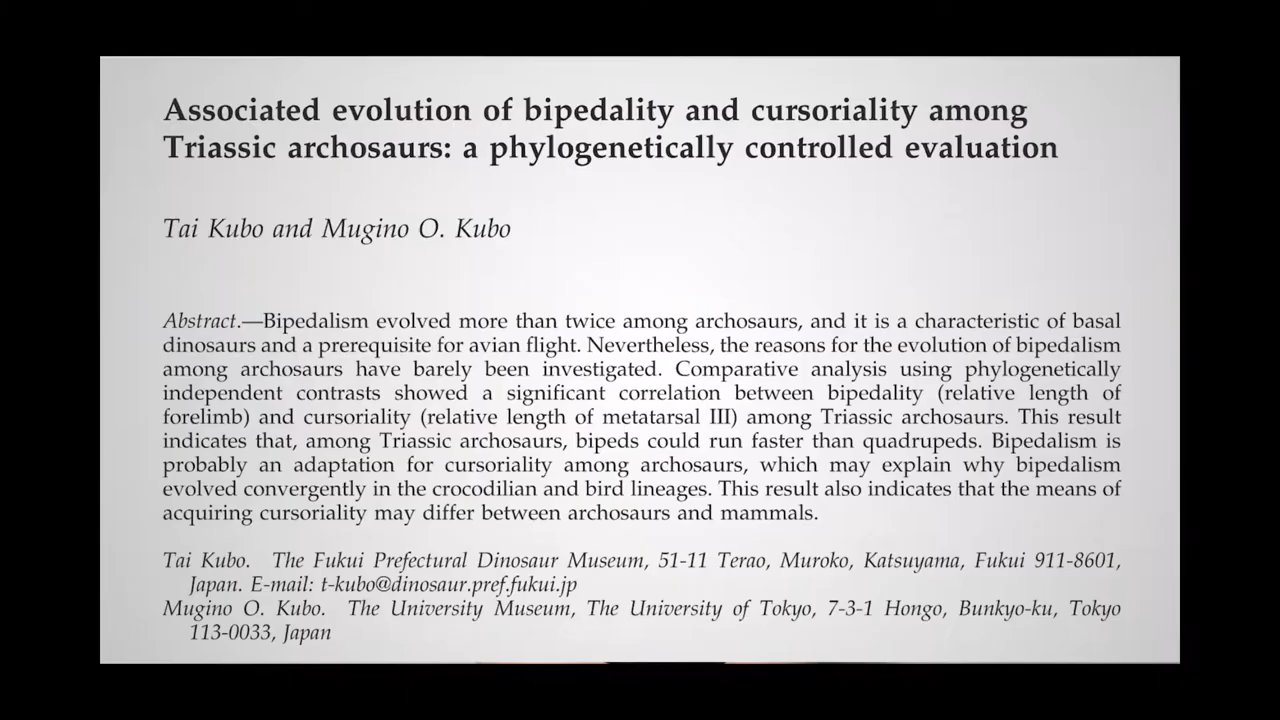 Associated evolution of bipedality and cursoriality among
Triassic archosaurs: a phylogenetically controlled evaluation
Tai Kubo and Mugino O. Kubo
Abstract.—Bipedalism evolved more than twice among archosaurs, and it is a characteristic of basal
dinosaurs and a prerequisite for avian flight. Nevertheless, the reasons for the evolution of bipedalism
among archosaurs have barely been investigated. Comparative analysis using phylogenetically
independent contrasts showed a significant correlation between bipedality (relative length of
forelimb) and cursoriality (relative length of metatarsal III) among Triassic archosaurs. This result
indicates that, among Triassic archosaurs, bipeds could run faster than quadrupeds. Bipedalism is
probably an adaptation for cursoriality among archosaurs, which may explain why bipedalism
evolved convergently in the crocodilian and bird lineages. This result also indicates that the means of
acquiring cursoriality may differ between archosaurs and mammals.
Tai Kubo. The Fukui Prefectural Dinosaur Museum, 51-11 Terao, Muroko, Katsuyama, Fukui 911-8601,
Japan. E-mail: t-kubo@dinosaur.pref.fukui.jp
Mugino O. Kubo. The University Museum, The University of Tokyo, 7-3-1 Hongo, Bunkyo-ku, Tokyo
113-0033, Japan